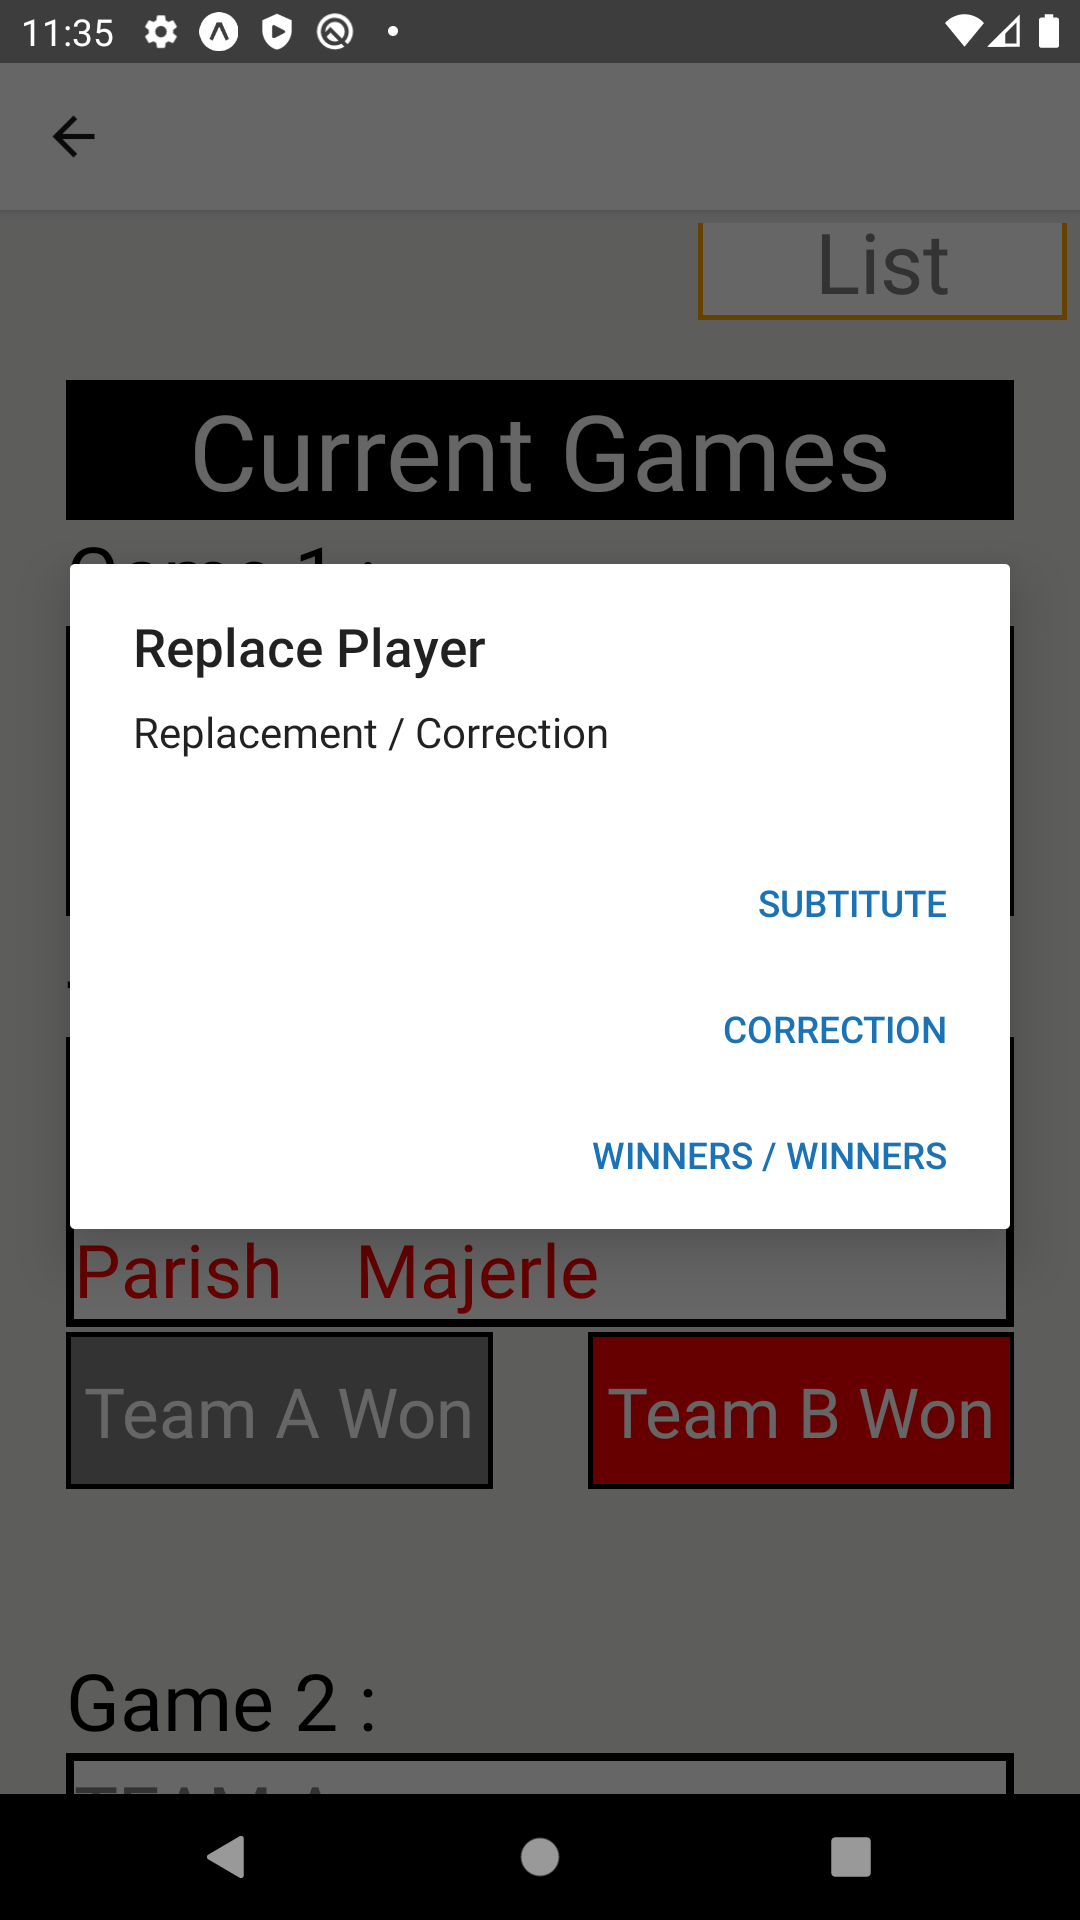 11:35
List
Current Games
Game 1 :
Replace Player
Replacement / Correction
SUBTITUTE
CORRECTION
WINNERS / WINNERS
Parish Majerle
Team A Won
Team B Won
Game 2 :
TEAM A